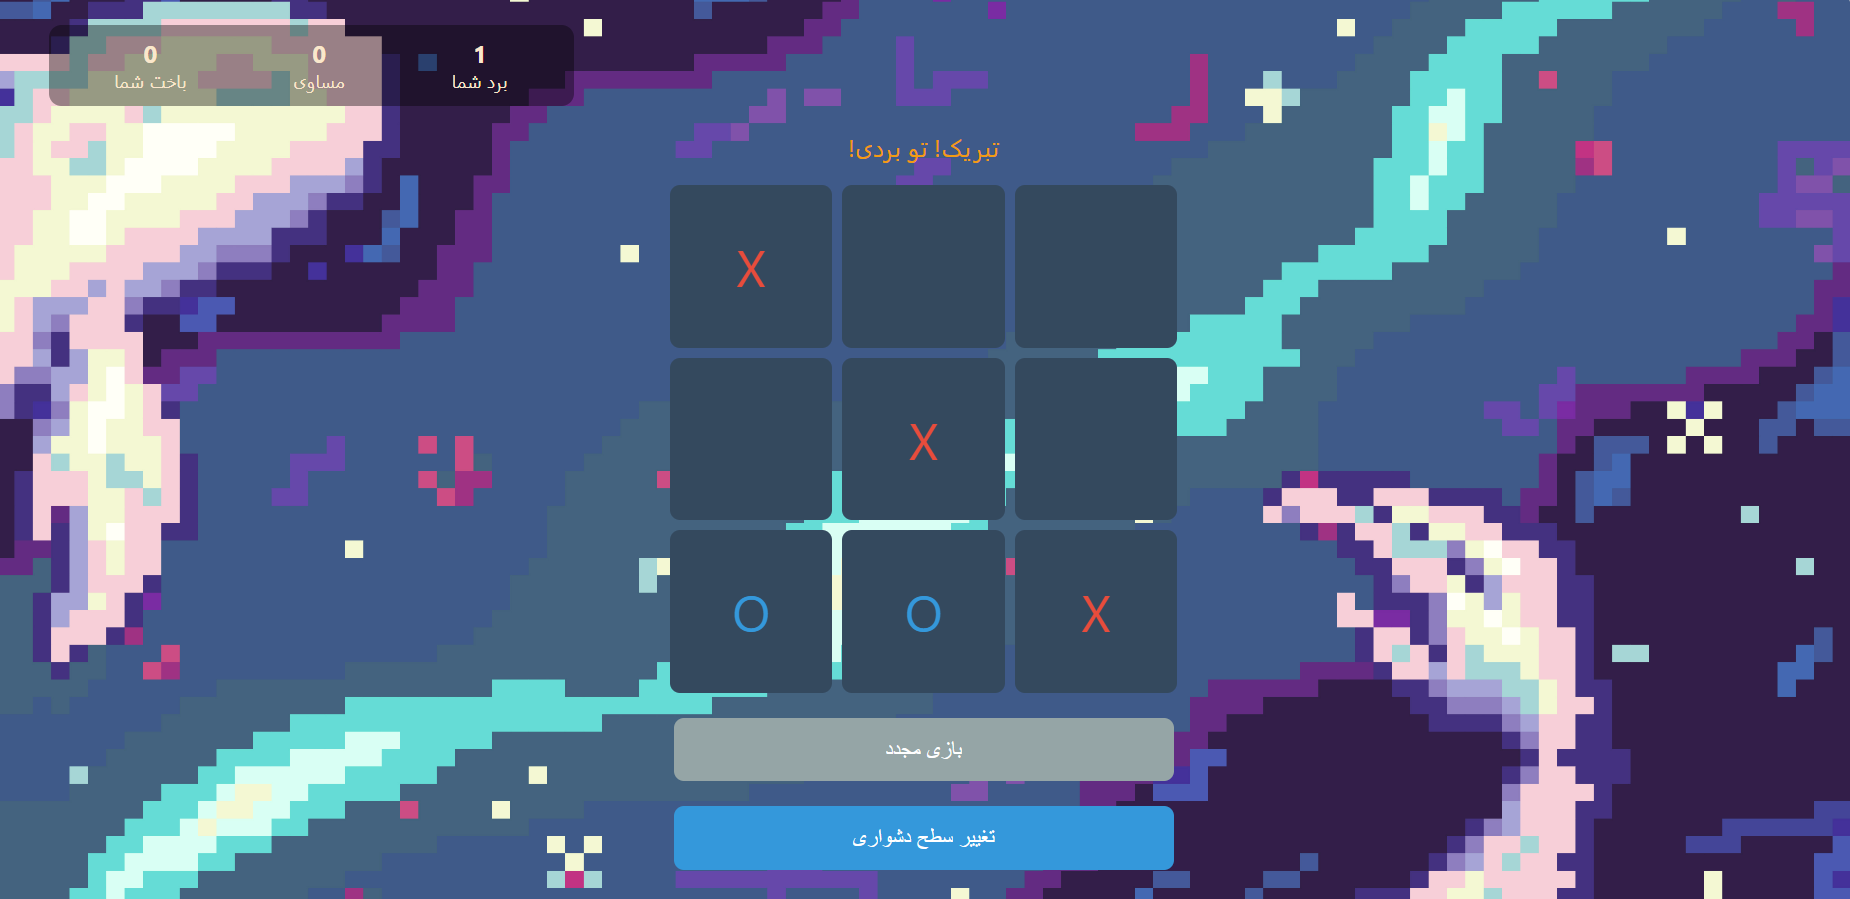 1 0 0
برد شما مساوی باخت شما
تبریک! تو بردی!
X
X
O O X
بازی مجدد
تغییر سطح دشواری